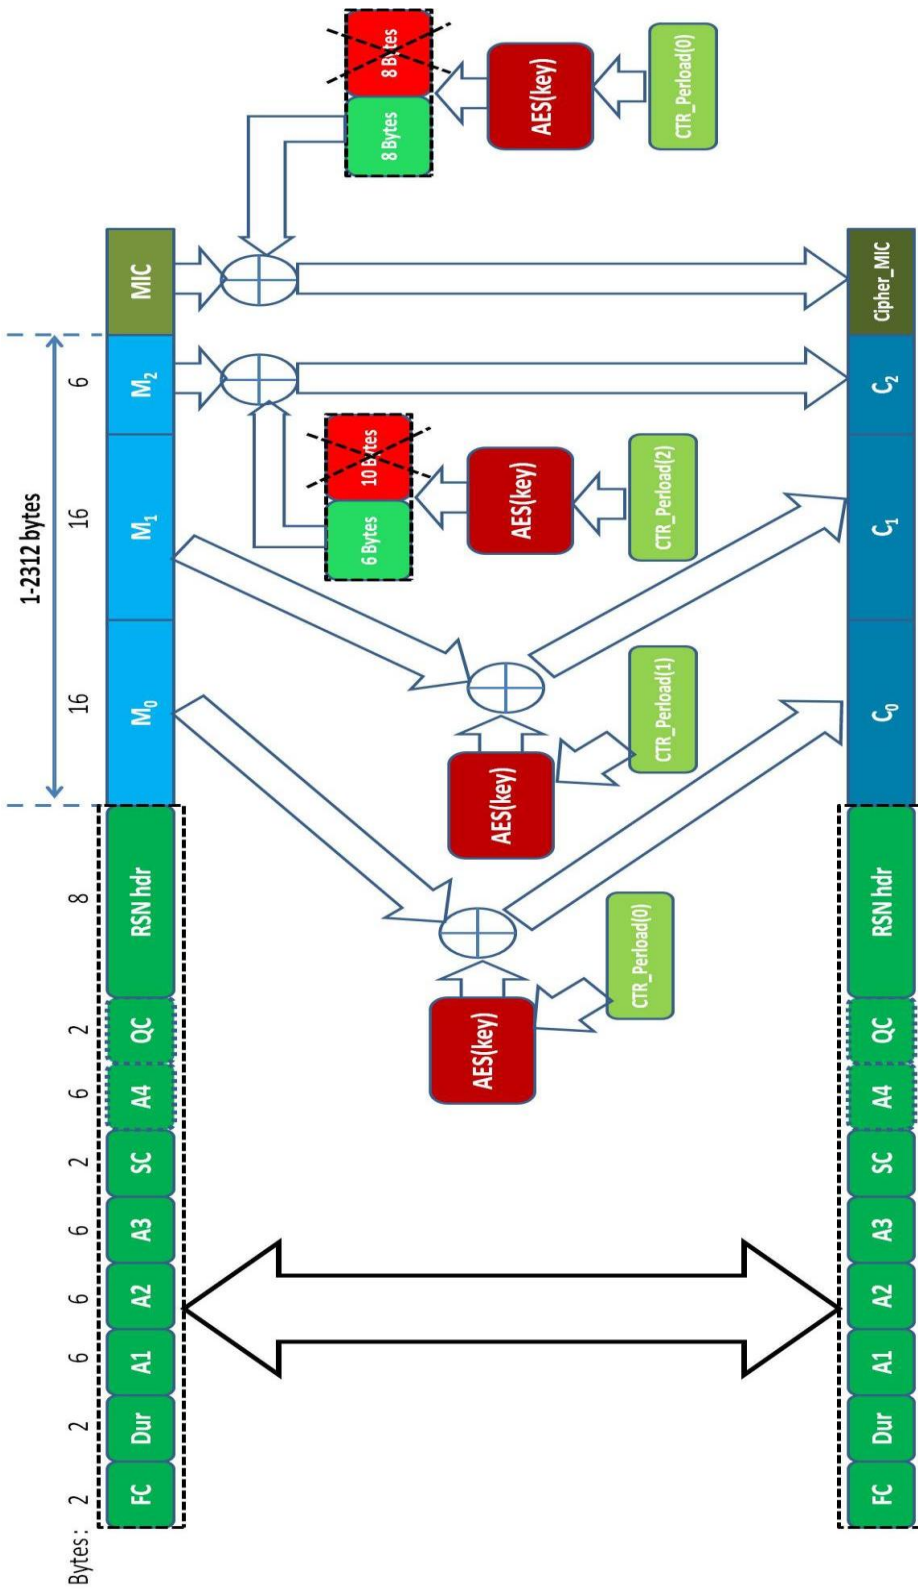 1-2312 bytes
Bytes: 2 2 6 6 6 2 6 2 8 16 16 6
FC Dur A1 A2 A3 SC A4 QC RSN hdr M0 M1 M2 MIC
8 Bytes 8 Bytes
6 Bytes 10 Bytes
AES(key) AES(key) AES(key) AES(key)
CTR_Perload(0) CTR_Perload(1) CTR_Perload(2) CTR_Perload(0)
FC Dur A1 A2 A3 SC A4 QC RSN hdr C0 C1 C2 Cipher_MIC